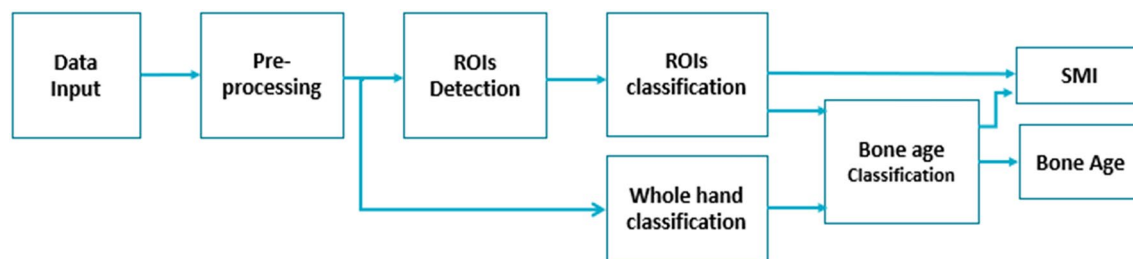 Data
Input
Pre-
processing
ROIs
Detection
ROIs
classification
Whole hand
classification
Bone age
Classification
SMI
Bone Age